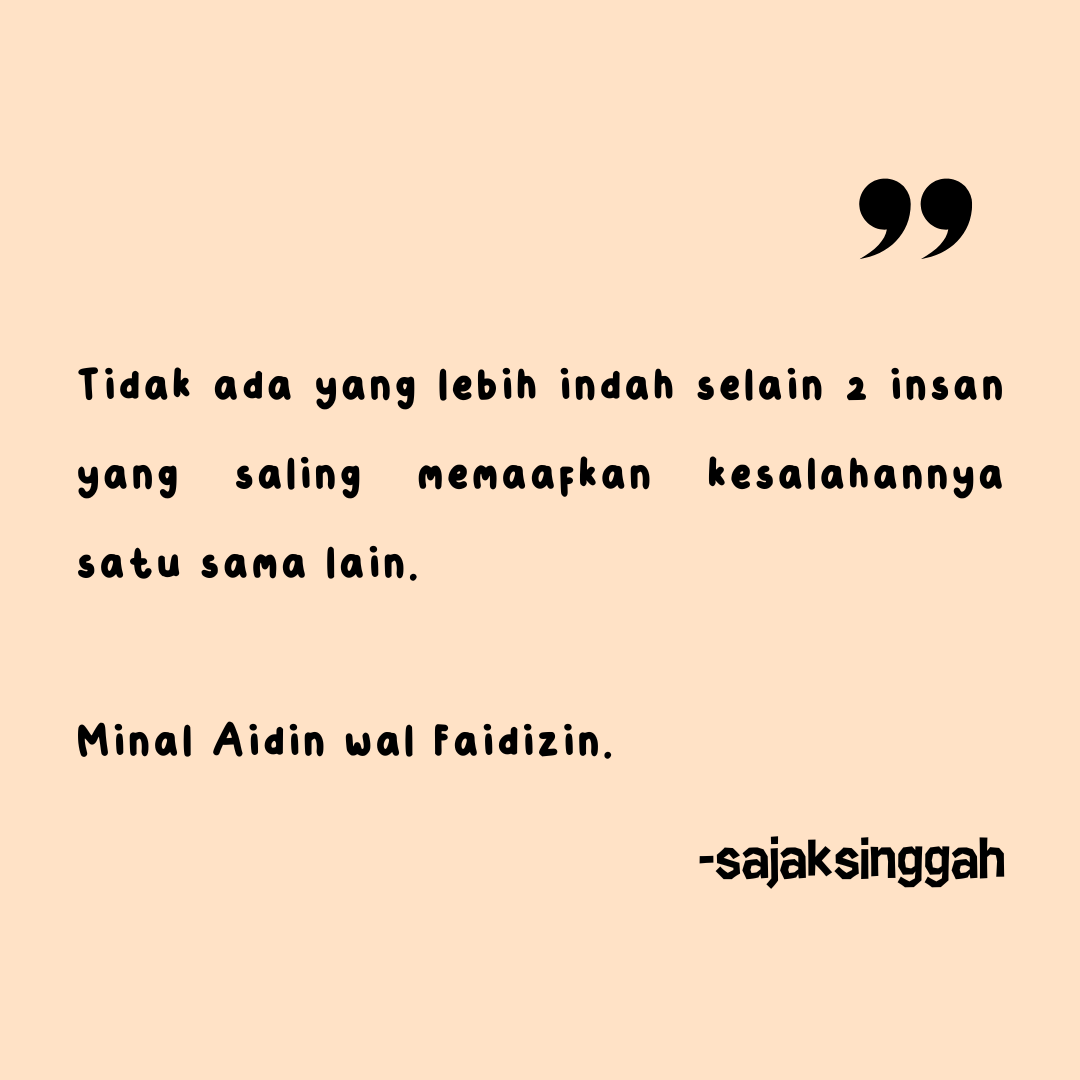 ”
Tidak ada yang lebih indah selain 2 insan
yang saling memaafkan kesalahannya
satu sama lain.
Minal Aidin wal Faidizin.
-sajaksinggah